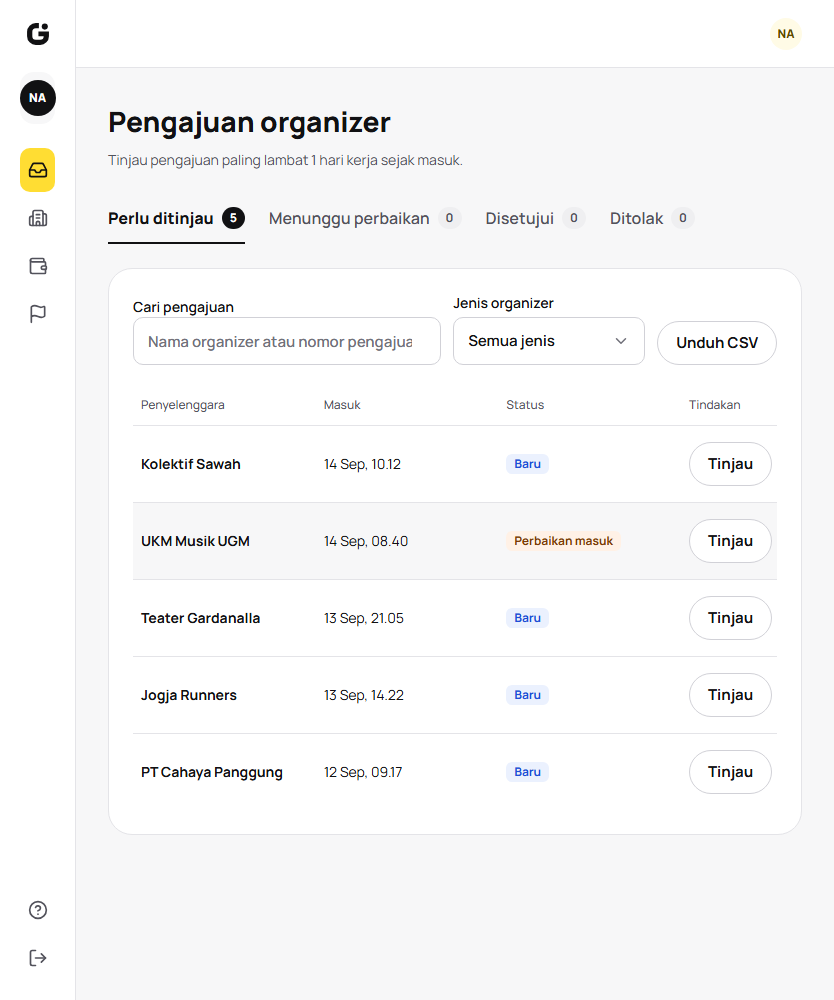 NA
NA
Pengajuan organizer
Tinjau pengajuan paling lambat 1 hari kerja sejak masuk.
Perlu ditinjau 5 Menunggu perbaikan 0 Disetujui 0 Ditolak 0
Cari pengajuan Jenis organizer
Nama organizer atau nomor pengajua Semua jenis Unduh CSV
Penyelenggara Masuk Status Tindakan
Kolektif Sawah 14 Sep, 10.12 Baru Tinjau
UKM Musik UGM 14 Sep, 08.40 Perbaikan masuk Tinjau
Teater Gardanalla 13 Sep, 21.05 Baru Tinjau
Jogja Runners 13 Sep, 14.22 Baru Tinjau
PT Cahaya Panggung 12 Sep, 09.17 Baru Tinjau